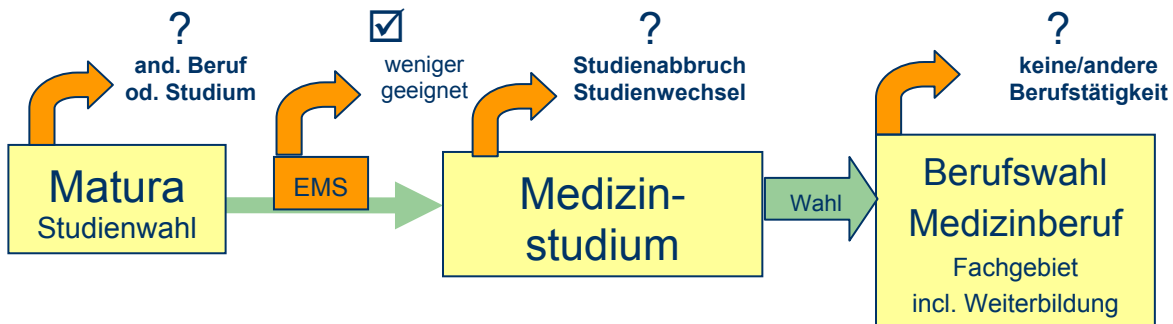 ?
and. Beruf
od. Studium
☑
weniger
geeignet
?
Studienabbruch
Studienwechsel
?
keine/andere
Berufstätigkeit
Matura
Studienwahl
EMS
Medizin-
studium
Wahl
Berufswahl
Medizinberuf
Fachgebiet
incl. Weiterbildung